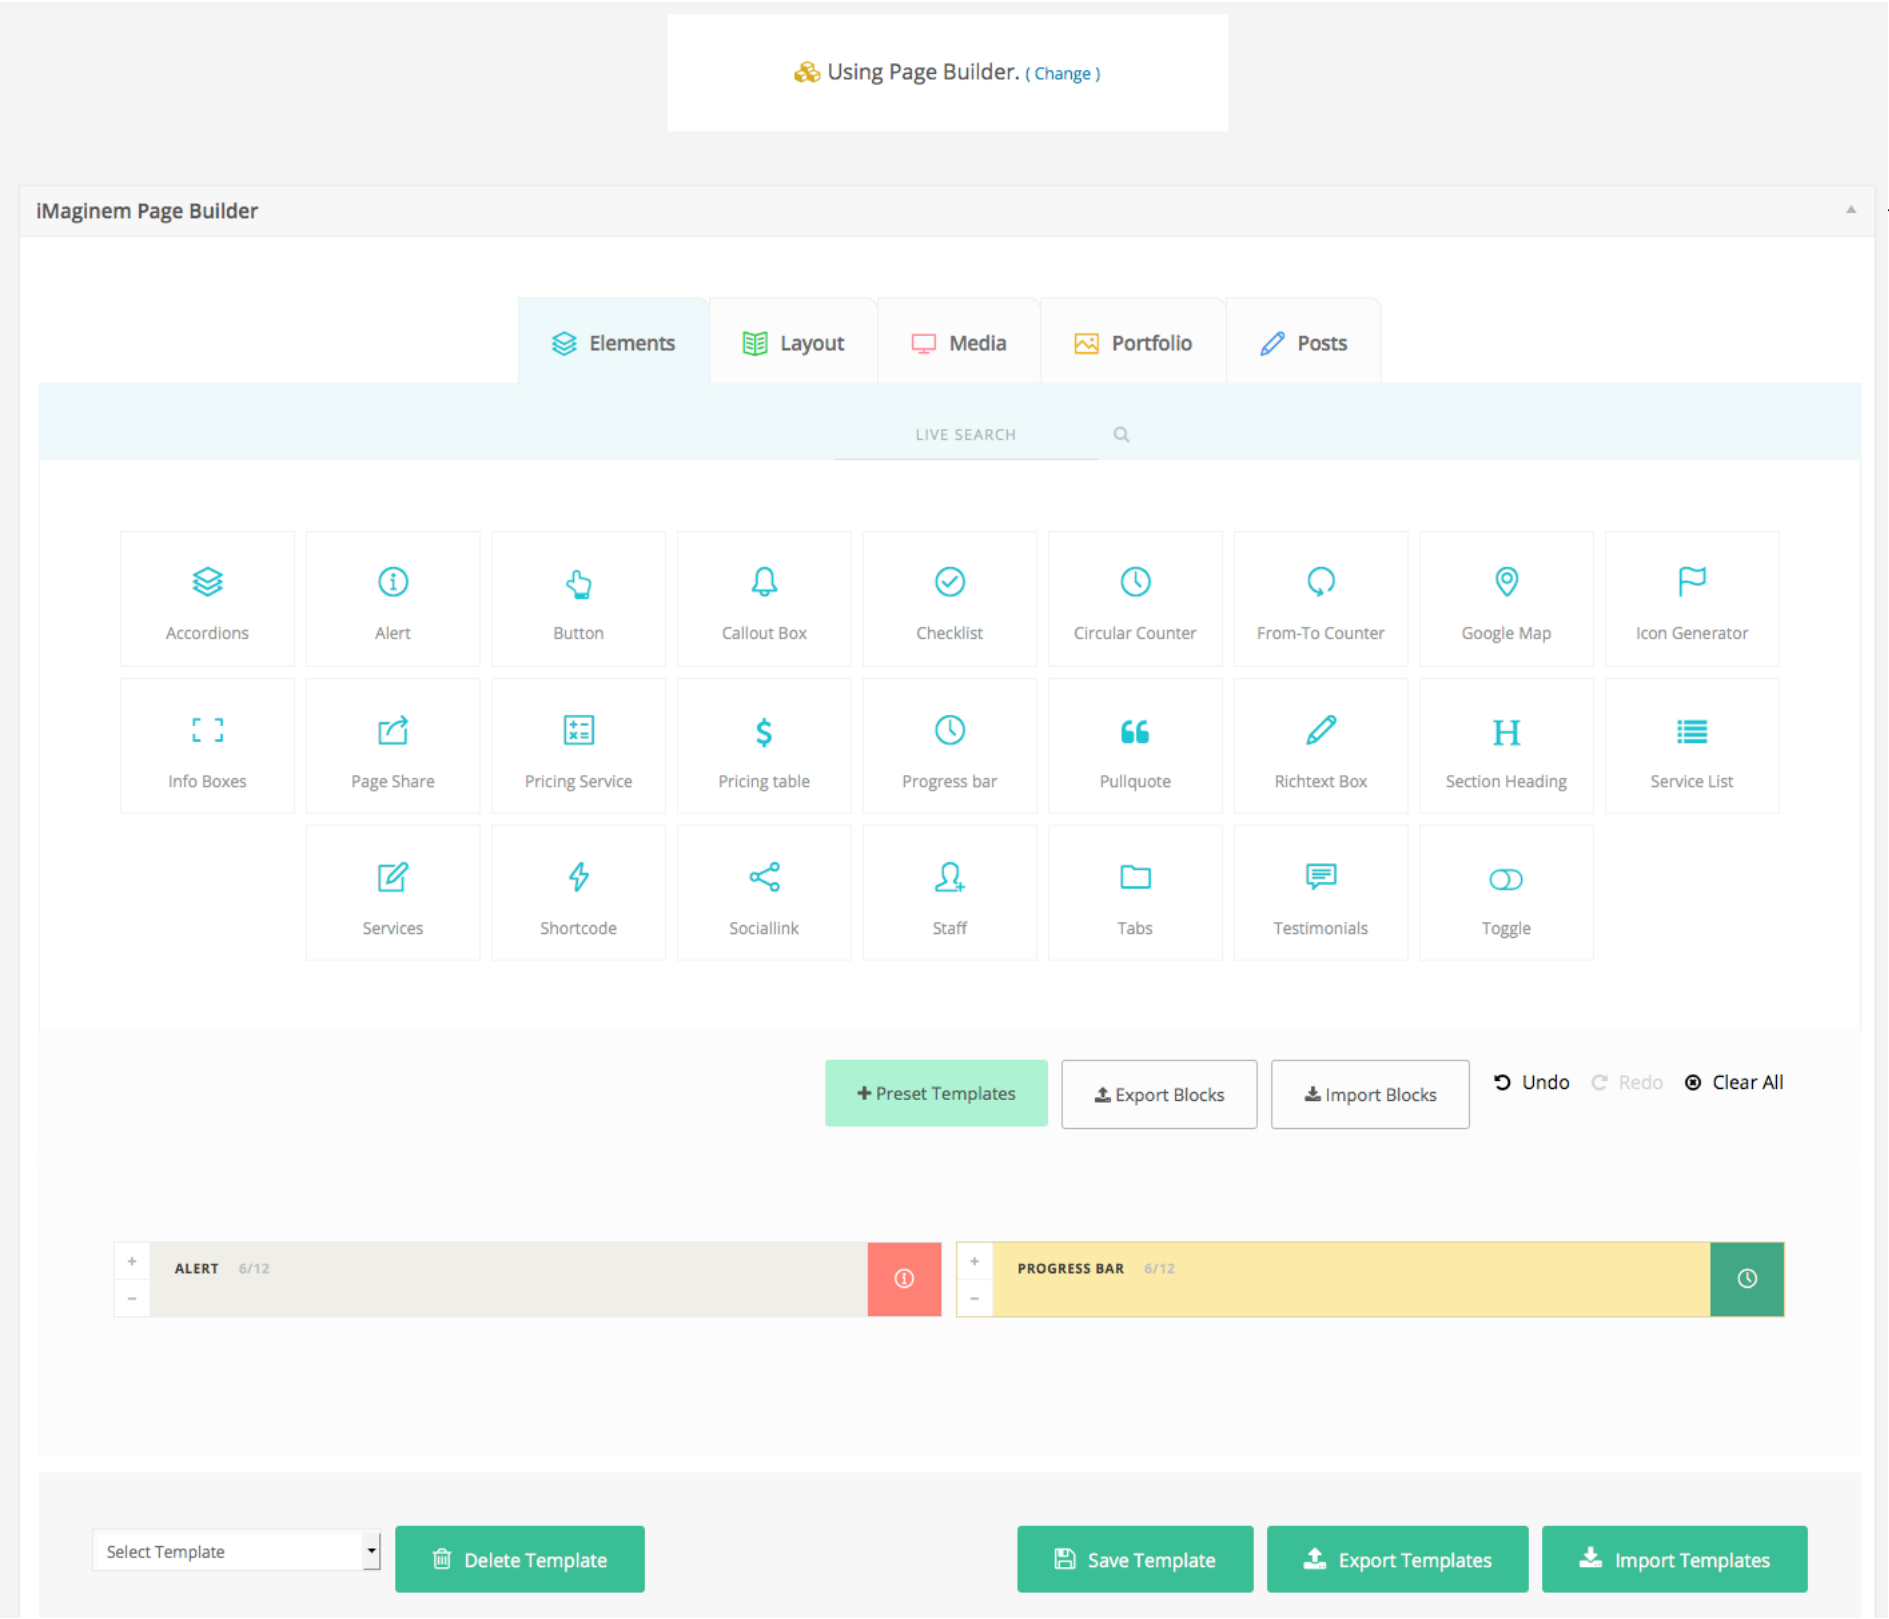 Using Page Builder. ( Change )
iMaginem Page Builder
Elements Layout Media Portfolio Posts
LIVE SEARCH
Accordions Alert Button Callout Box Checklist Circular Counter From-To Counter Google Map Icon Generator
Info Boxes Page Share Pricing Service Pricing table Progress bar Pullquote Richtext Box Section Heading Service List
Services Shortcode Sociallink Staff Tabs Testimonials Toggle
+ Preset Templates Export Blocks Import Blocks Undo Redo Clear All
+ ALERT 6/12 + PROGRESS BAR 6/12
− −
Select Template Delete Template Save Template Export Templates Import Templates